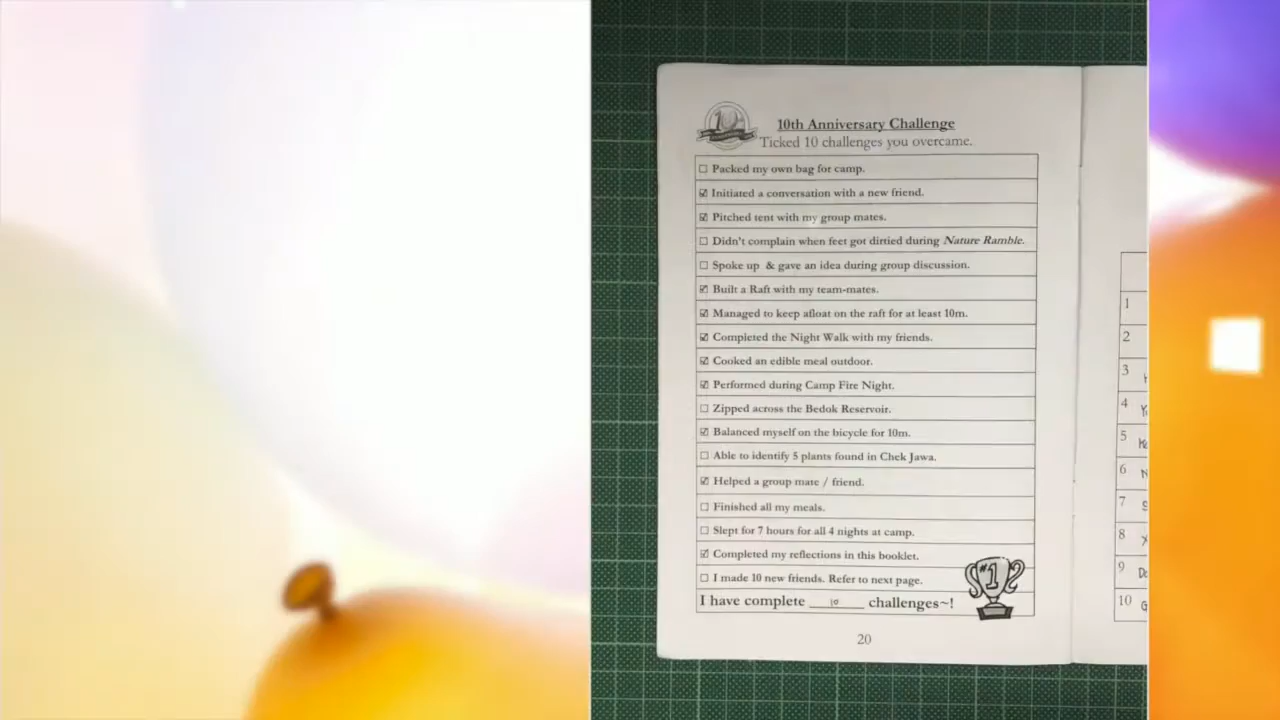 10
10th Anniversary Challenge
Ticked 10 challenges you overcame.
☐ Packed my own bag for camp.
☑ Initiated a conversation with a new friend.
☑ Pitched tent with my group mates.
☐ Didn't complain when feet got dirtied during Nature Ramble.
☐ Spoke up & gave an idea during group discussion.
☑ Built a Raft with my team-mates.
☑ Managed to keep afloat on the raft for at least 10m.
☑ Completed the Night Walk with my friends.
☑ Cooked an edible meal outdoor.
☑ Performed during Camp Fire Night.
☐ Zipped across the Bedok Reservoir.
☑ Balanced myself on the bicycle for 10m.
☐ Able to identify 5 plants found in Chek Jawa.
☑ Helped a group mate / friend.
☐ Finished all my meals.
☐ Slept for 7 hours for all 4 nights at camp.
☑ Completed my reflections in this booklet.
☐ I made 10 new friends. Refer to next page.
I have complete 10 challenges~!
#1
20
1
2
3
4
5
6
7
8
9
10